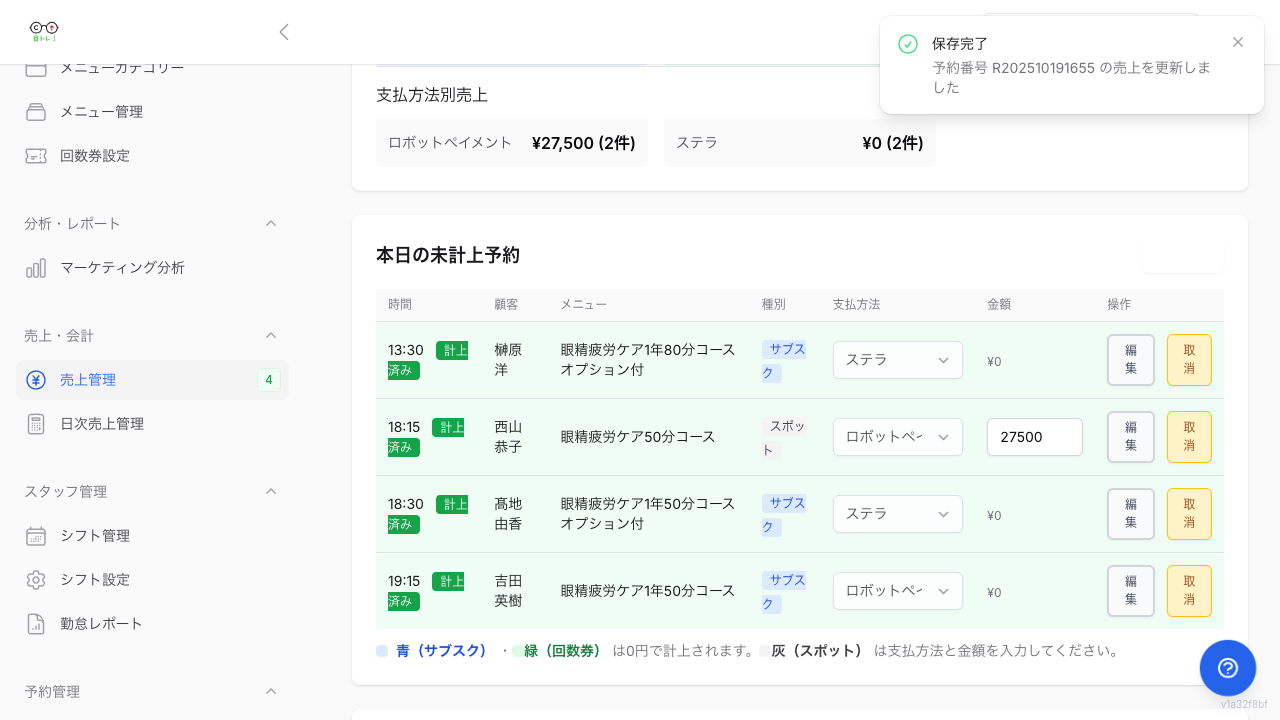 目トレ！
保存完了
予約番号 R202510191655 の売上を更新しま
した
メニューカテゴリー
メニュー管理
回数券設定
分析・レポート
マーケティング分析
売上・会計
売上管理 4
日次売上管理
スタッフ管理
シフト管理
シフト設定
勤怠レポート
予約管理
支払方法別売上
ロボットペイメント ¥27,500 (2件) ステラ ¥0 (2件)
本日の未計上予約
時間 顧客 メニュー 種別 支払方法 金額 操作
13:30 計上済み 榊原洋 眼精疲労ケア1年80分コースオプション付 サブスク ステラ ¥0 編集 取消
18:15 計上済み 西山恭子 眼精疲労ケア50分コース スポット ロボットペイ 27500 編集 取消
18:30 計上済み 髙地由香 眼精疲労ケア1年50分コースオプション付 サブスク ステラ ¥0 編集 取消
19:15 計上済み 吉田英樹 眼精疲労ケア1年50分コース サブスク ロボットペイ ¥0 編集 取消
青（サブスク） ・ 緑（回数券） は0円で計上されます。 灰（スポット） は支払方法と金額を入力してください。
v1a32f8bf